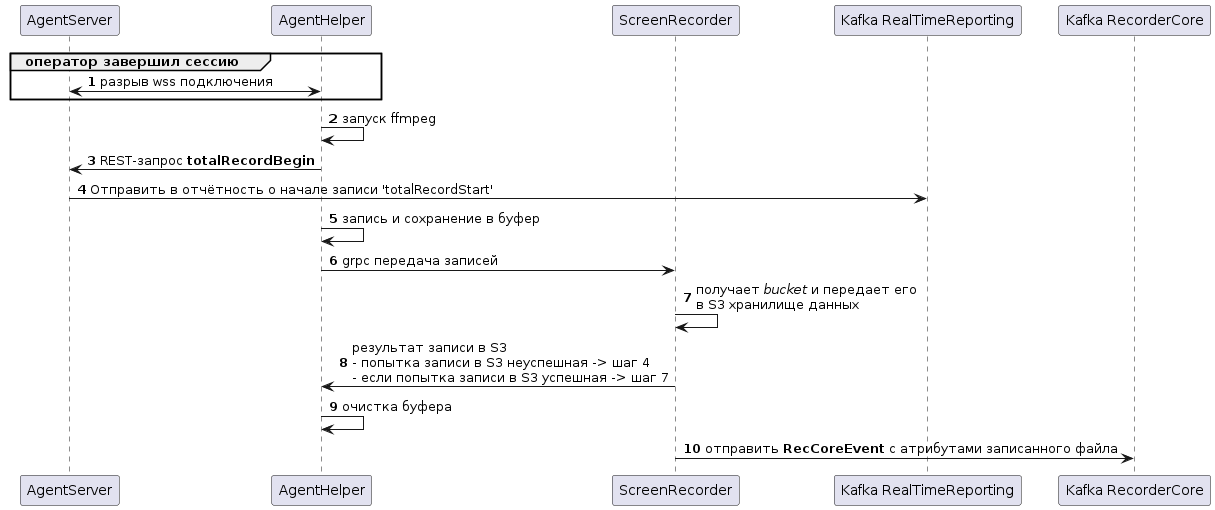 AgentServer AgentHelper ScreenRecorder Kafka RealTimeReporting Kafka RecorderCore
оператор завершил сессию
1 разрыв wss подключения
2 запуск ffmpeg
3 REST-запрос totalRecordBegin
4 Отправить в отчётность о начале записи 'totalRecordStart'
5 запись и сохранение в буфер
6 grpc передача записей
7 получает bucket и передает его
в S3 хранилище данных
результат записи в S3
8 - попытка записи в S3 неуспешная -> шаг 4
- если попытка записи в S3 успешная -> шаг 7
9 очистка буфера
10 отправить RecCoreEvent с атрибутами записанного файла
AgentServer AgentHelper ScreenRecorder Kafka RealTimeReporting Kafka RecorderCore